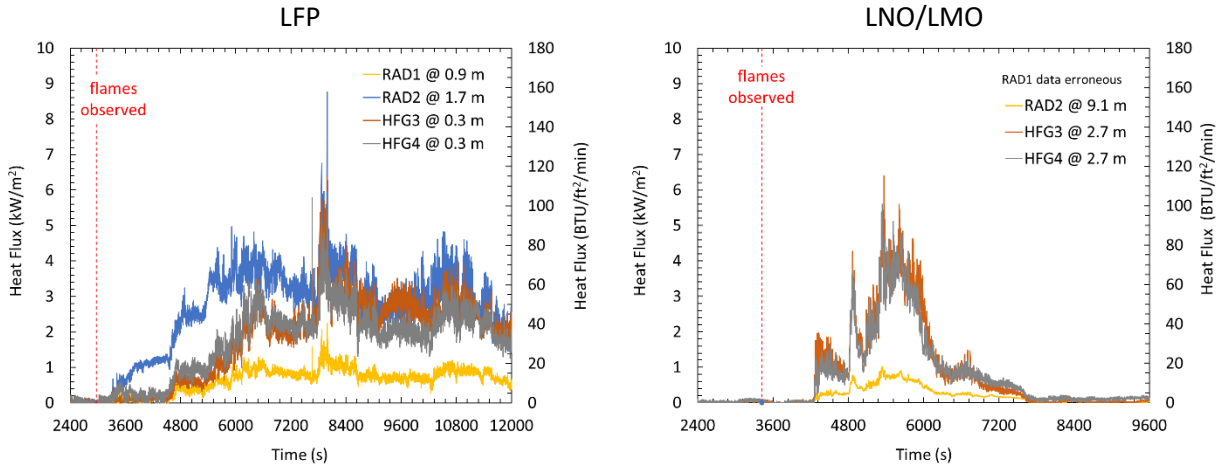 LFP
10
9
8
7
6
5
4
3
2
1
0
Heat Flux (kW/m²)
flames
observed
RAD1 @ 0.9 m
RAD2 @ 1.7 m
HFG3 @ 0.3 m
HFG4 @ 0.3 m
180
160
140
120
100
80
60
40
20
0
Heat Flux (BTU/ft²/min)
2400 3600 4800 6000 7200 8400 9600 10800 12000
Time (s)
LNO/LMO
10
9
8
7
6
5
4
3
2
1
0
Heat Flux (kW/m²)
flames
observed
RAD1 data erroneous
RAD2 @ 9.1 m
HFG3 @ 2.7 m
HFG4 @ 2.7 m
180
160
140
120
100
80
60
40
20
0
Heat Flux (BTU/ft²/min)
2400 3600 4800 6000 7200 8400 9600
Time (s)